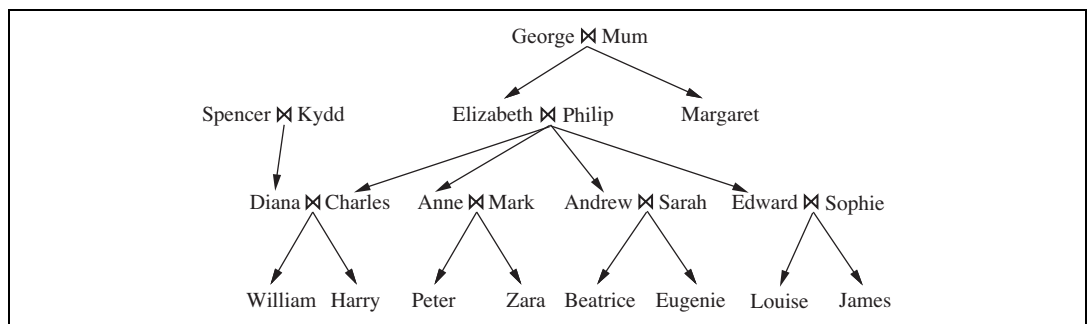 George ⋈ Mum
Spencer ⋈ Kydd Elizabeth ⋈ Philip Margaret
Diana ⋈ Charles Anne ⋈ Mark Andrew ⋈ Sarah Edward ⋈ Sophie
William Harry Peter Zara Beatrice Eugenie Louise James